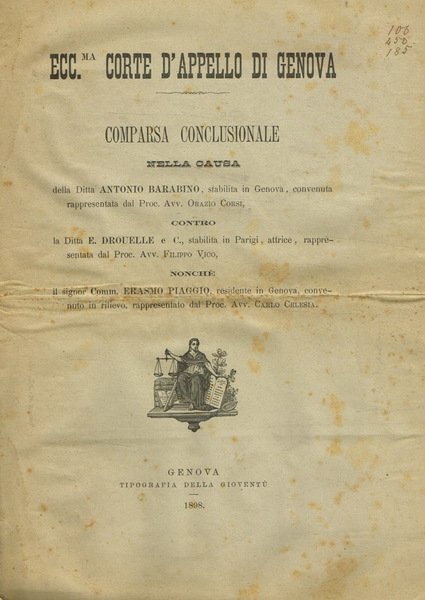 106
450
185
ECC.MA CORTE D'APPELLO DI GENOVA
COMPARSA CONCLUSIONALE
NELLA CAUSA
della Ditta ANTONIO BARABINO, stabilita in Genova, convenuta
rappresentata dal Proc. Avv. ORAZIO CORSI,
CONTRO
la Ditta E. DROUELLE e C., stabilita in Parigi, attrice, rappre-
sentata dal Proc. Avv. FILIPPO VICO,
NONCHÈ
il signor Comm. ERASMO PIAGGIO, residente in Genova, conve-
nuto in rilievo, rappresentato dal Proc. Avv. CARLO CELESIA.
GENOVA
TIPOGRAFIA DELLA GIOVENTÙ
1898.